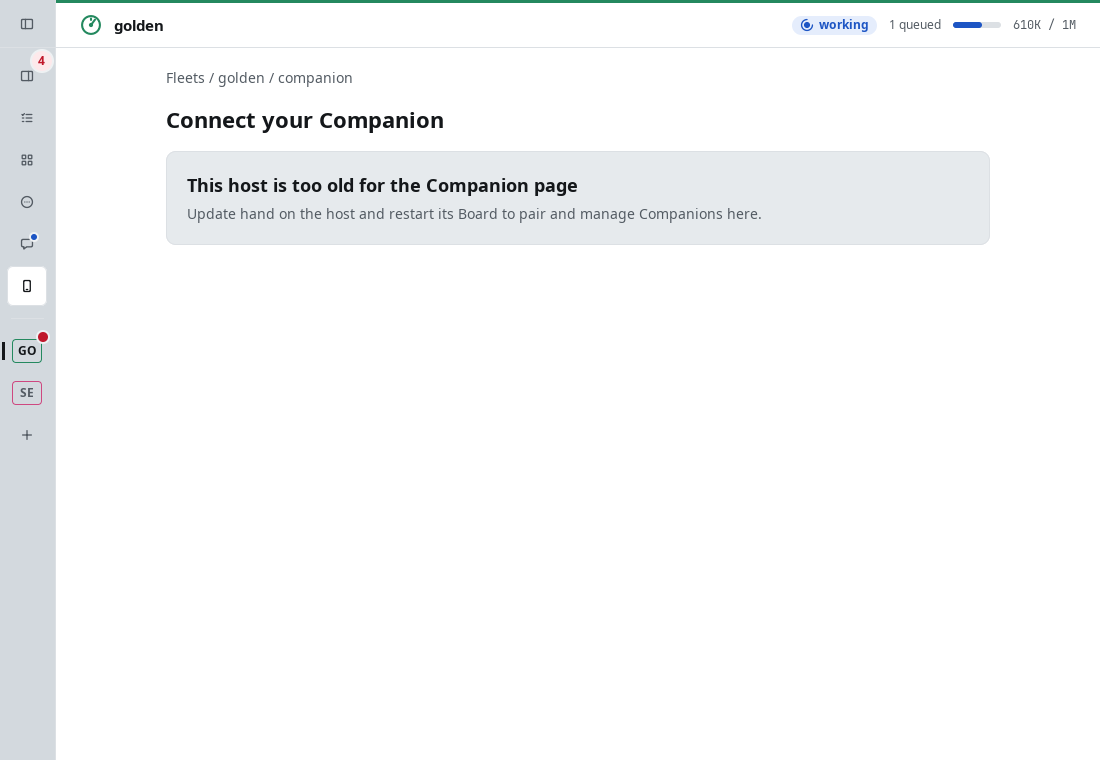 golden
working
1 queued
610K / 1M
4
Fleets / golden / companion
Connect your Companion
This host is too old for the Companion page
Update hand on the host and restart its Board to pair and manage Companions here.
GO
SE